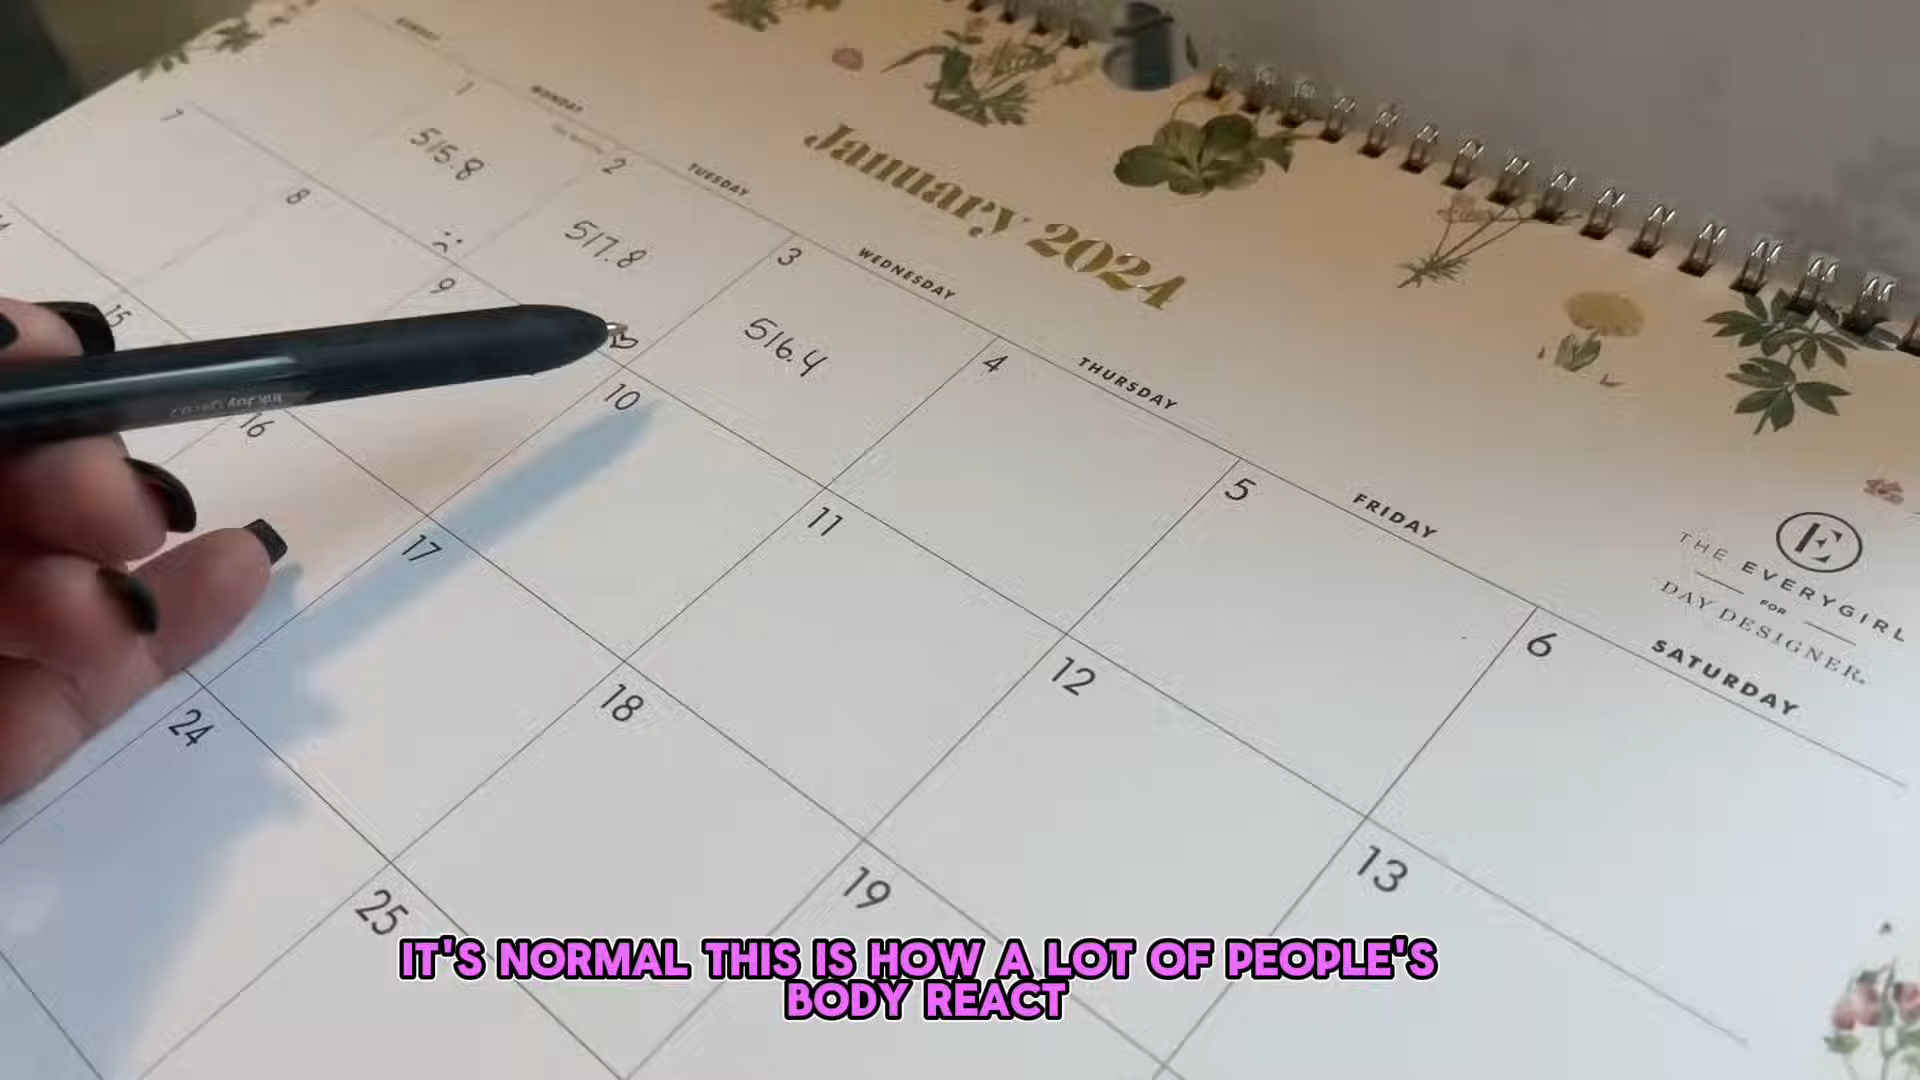 January 2024
SUNDAY
MONDAY
TUESDAY
WEDNESDAY
THURSDAY
FRIDAY
SATURDAY
E
THE EVERYGIRL
FOR
DAY DESIGNER.
1
515.8
2
517.8
3
516.4
4
5
6
7
8
9
10
11
12
13
15
16
17
18
19
24
25
IT'S NORMAL THIS IS HOW A LOT OF PEOPLE'S
BODY REACT